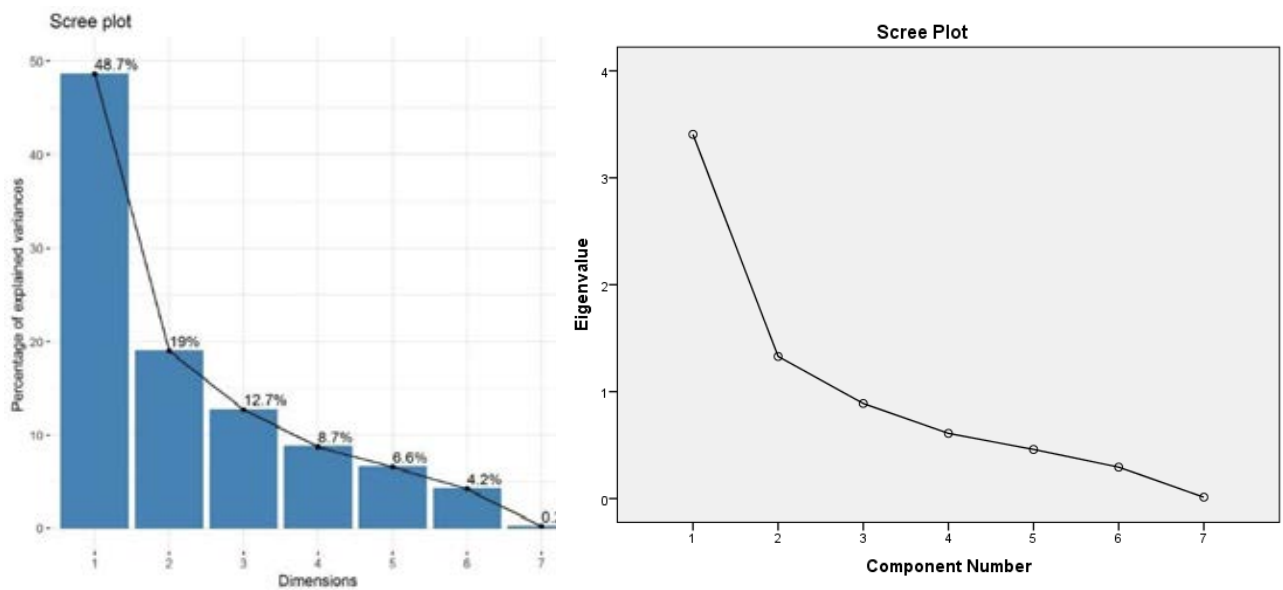 Scree plot
Percentage of explained variances
50
40
30
20
10
0
48.7%
19%
12.7%
8.7%
6.6%
4.2%
1 2 3 4 5 6 7
Dimensions
Scree Plot
Eigenvalue
4
3
2
1
0
1 2 3 4 5 6 7
Component Number